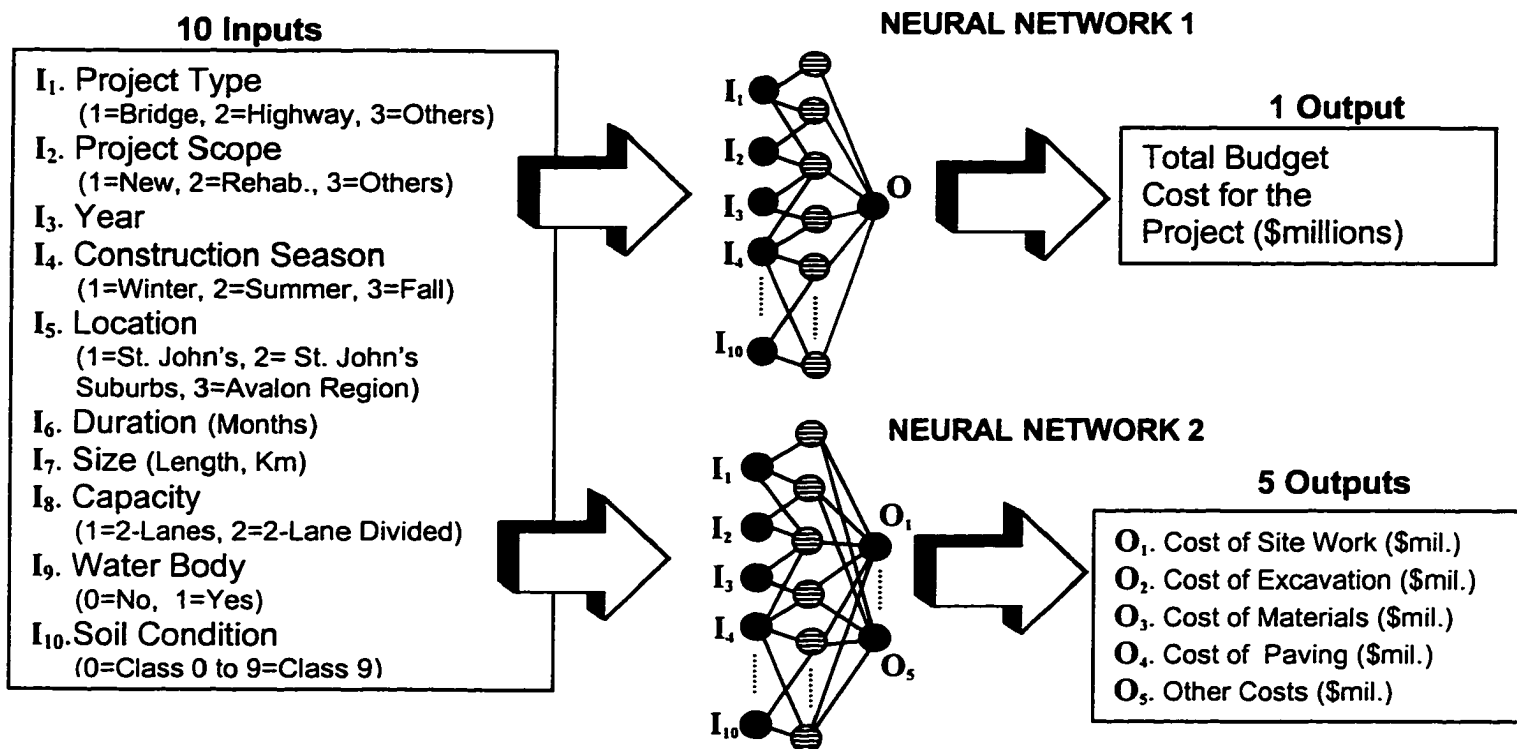 10 Inputs
I₁. Project Type
(1=Bridge, 2=Highway, 3=Others)
I₂. Project Scope
(1=New, 2=Rehab., 3=Others)
I₃. Year
I₄. Construction Season
(1=Winter, 2=Summer, 3=Fall)
I₅. Location
(1=St. John's, 2= St. John's
Suburbs, 3=Avalon Region)
I₆. Duration (Months)
I₇. Size (Length, Km)
I₈. Capacity
(1=2-Lanes, 2=2-Lane Divided)
I₉. Water Body
(0=No, 1=Yes)
I₁₀. Soil Condition
(0=Class 0 to 9=Class 9)
NEURAL NETWORK 1
I₁
I₂
I₃
I₄
I₁₀
O
1 Output
Total Budget
Cost for the
Project ($millions)
NEURAL NETWORK 2
I₁
I₂
I₃
I₄
I₁₀
O₁
O₅
5 Outputs
O₁. Cost of Site Work ($mil.)
O₂. Cost of Excavation ($mil.)
O₃. Cost of Materials ($mil.)
O₄. Cost of Paving ($mil.)
O₅. Other Costs ($mil.)